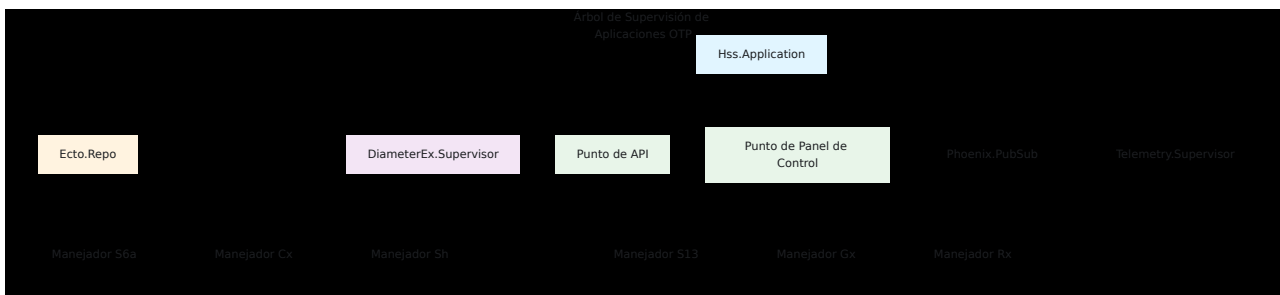 Árbol de Supervisión de
Aplicaciones OTP
Hss.Application
Ecto.Repo
DiameterEx.Supervisor
Punto de API
Punto de Panel de
Control
Phoenix.PubSub
Telemetry.Supervisor
Manejador S6a
Manejador Cx
Manejador Sh
Manejador S13
Manejador Gx
Manejador Rx